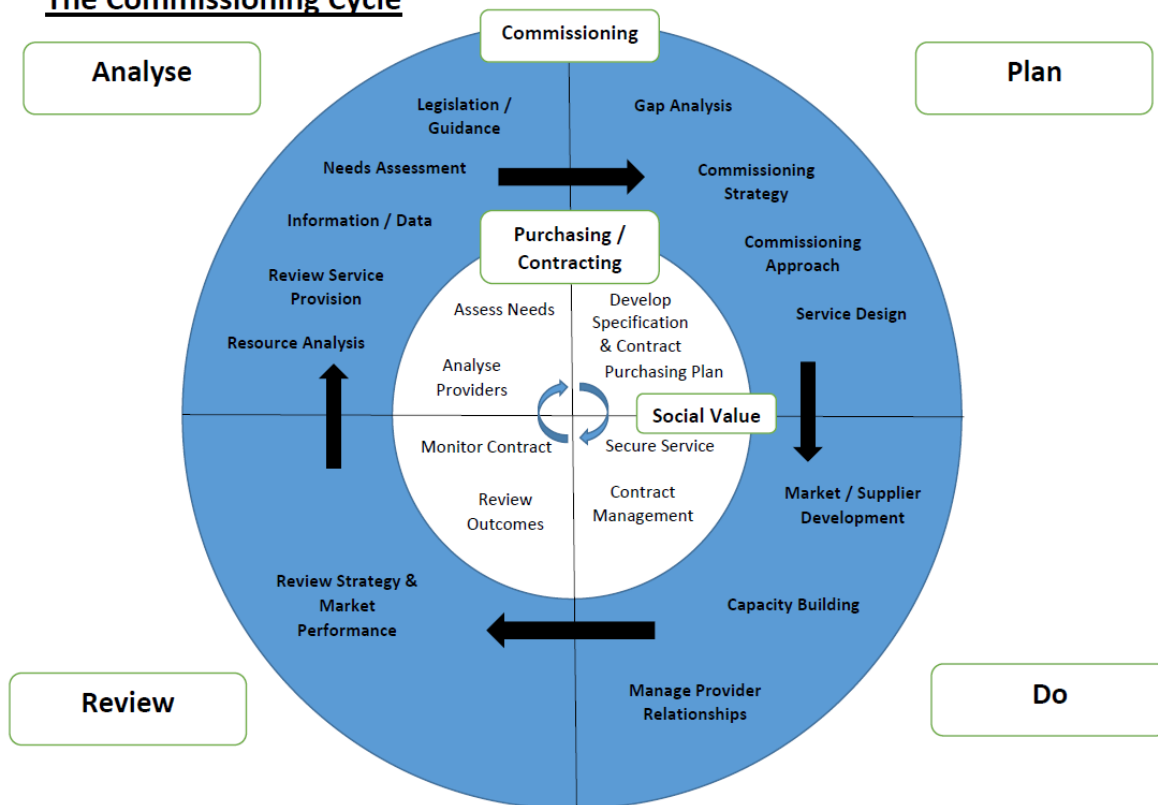 The Commissioning Cycle
Analyse
Commissioning
Plan
Legislation /
Guidance
Needs Assessment
Information / Data
Review Service
Provision
Resource Analysis
Gap Analysis
Commissioning
Strategy
Commissioning
Approach
Service Design
Purchasing /
Contracting
Assess Needs
Analyse
Providers
Develop
Specification
& Contract
Purchasing Plan
Social Value
Monitor Contract
Review
Outcomes
Secure Service
Contract
Management
Market / Supplier
Development
Capacity Building
Manage Provider
Relationships
Review Strategy &
Market
Performance
Review
Do